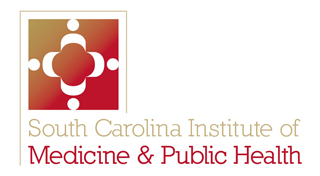 South Carolina Institute of
Medicine & Public Health